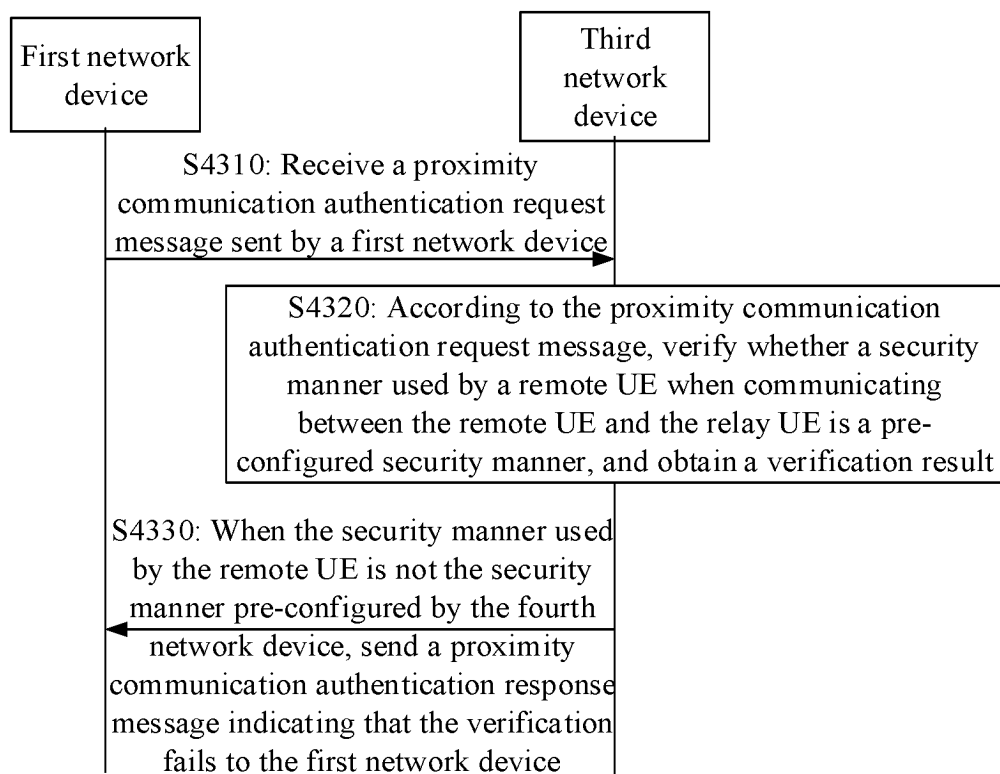 First network
device
Third
network
device
S4310: Receive a proximity
communication authentication request
message sent by a first network device
S4320: According to the proximity communication
authentication request message, verify whether a security
manner used by a remote UE when communicating
between the remote UE and the relay UE is a pre-
configured security manner, and obtain a verification result
S4330: When the security manner used
by the remote UE is not the security
manner pre-configured by the fourth
network device, send a proximity
communication authentication response
message indicating that the verification
fails to the first network device